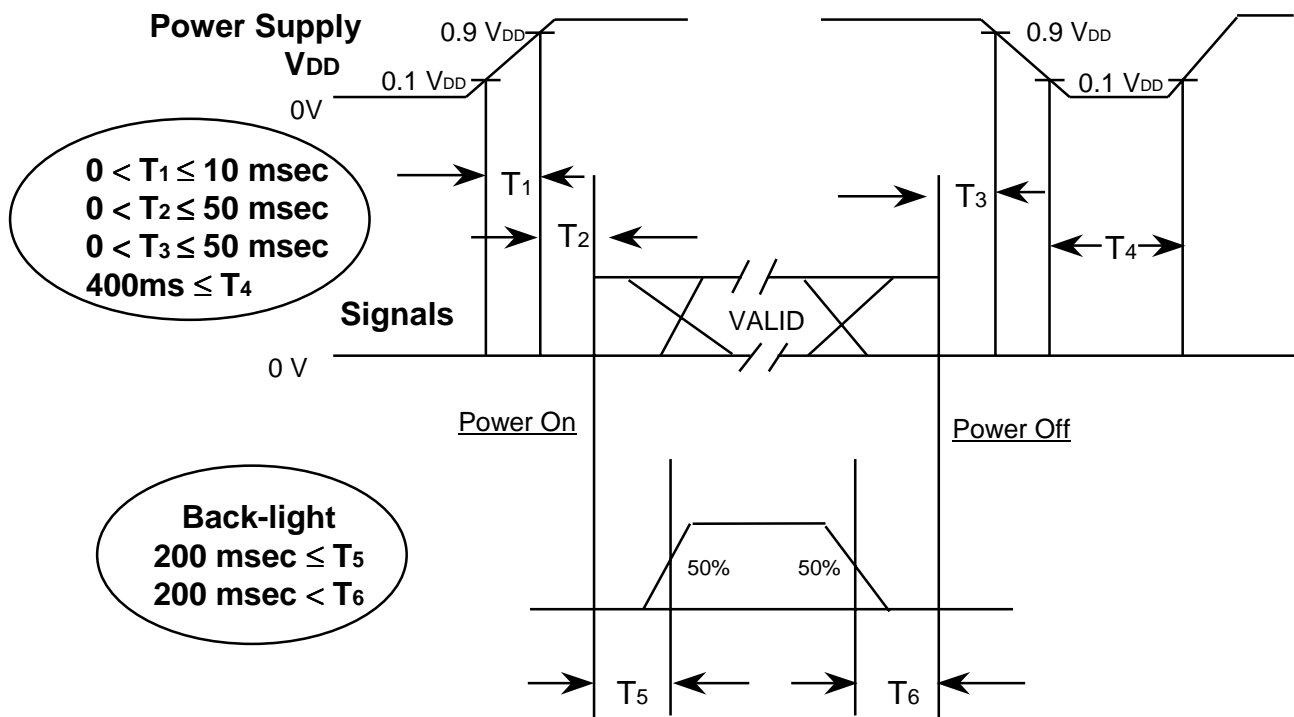 Power Supply
VDD
0.9 VDD
0.1 VDD
0V
0.9 VDD
0.1 VDD
0 < T1 ≤ 10 msec
0 < T2 ≤ 50 msec
0 < T3 ≤ 50 msec
400ms ≤ T4
T1
T2
T3
T4
Signals
VALID
0 V
Power On
Power Off
Back-light
200 msec ≤ T5
200 msec < T6
50%
50%
T5
T6